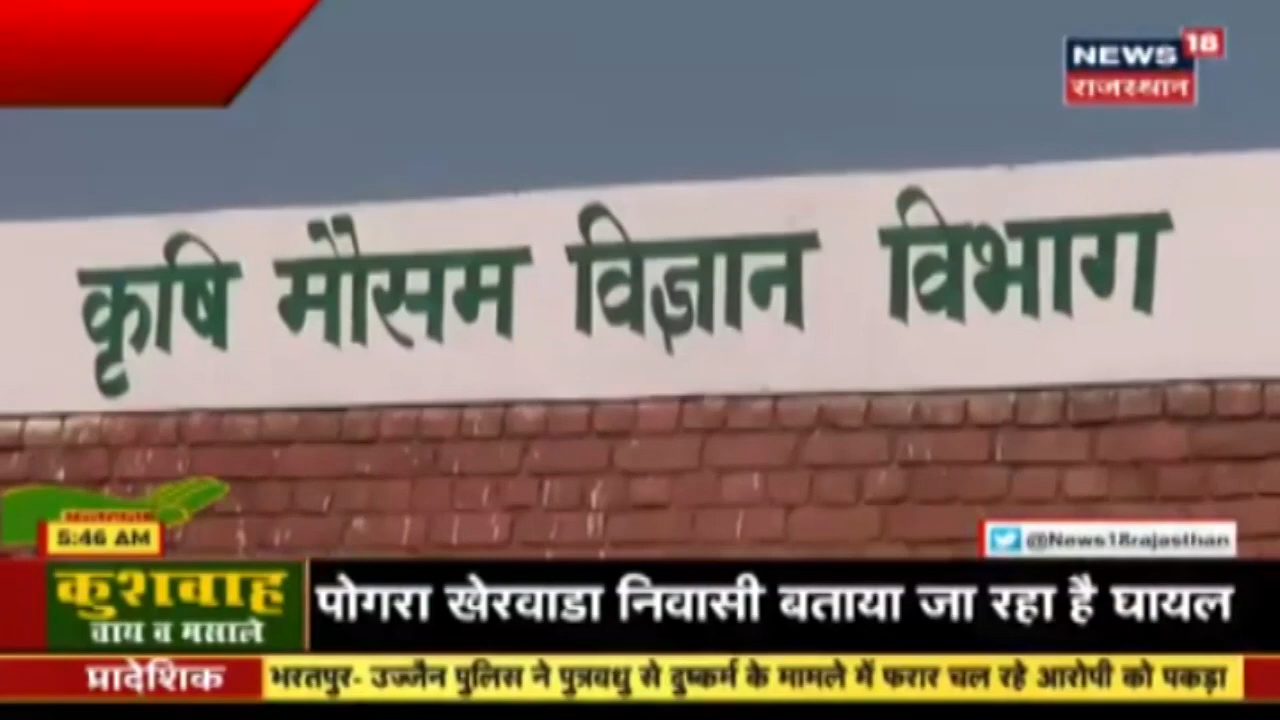 NEWS 18
राजस्थान
कृषि मौसम विज्ञान विभाग
5:46 AM
@News18rajasthan
कुशवाह
चाय व मसाले
पोगरा खेरवाडा निवासी बताया जा रहा है घायल
प्रादेशिक
भरतपुर- उज्जैन पुलिस ने पुत्रवधु से दुष्कर्म के मामले में फरार चल रहे आरोपी को पकड़ा